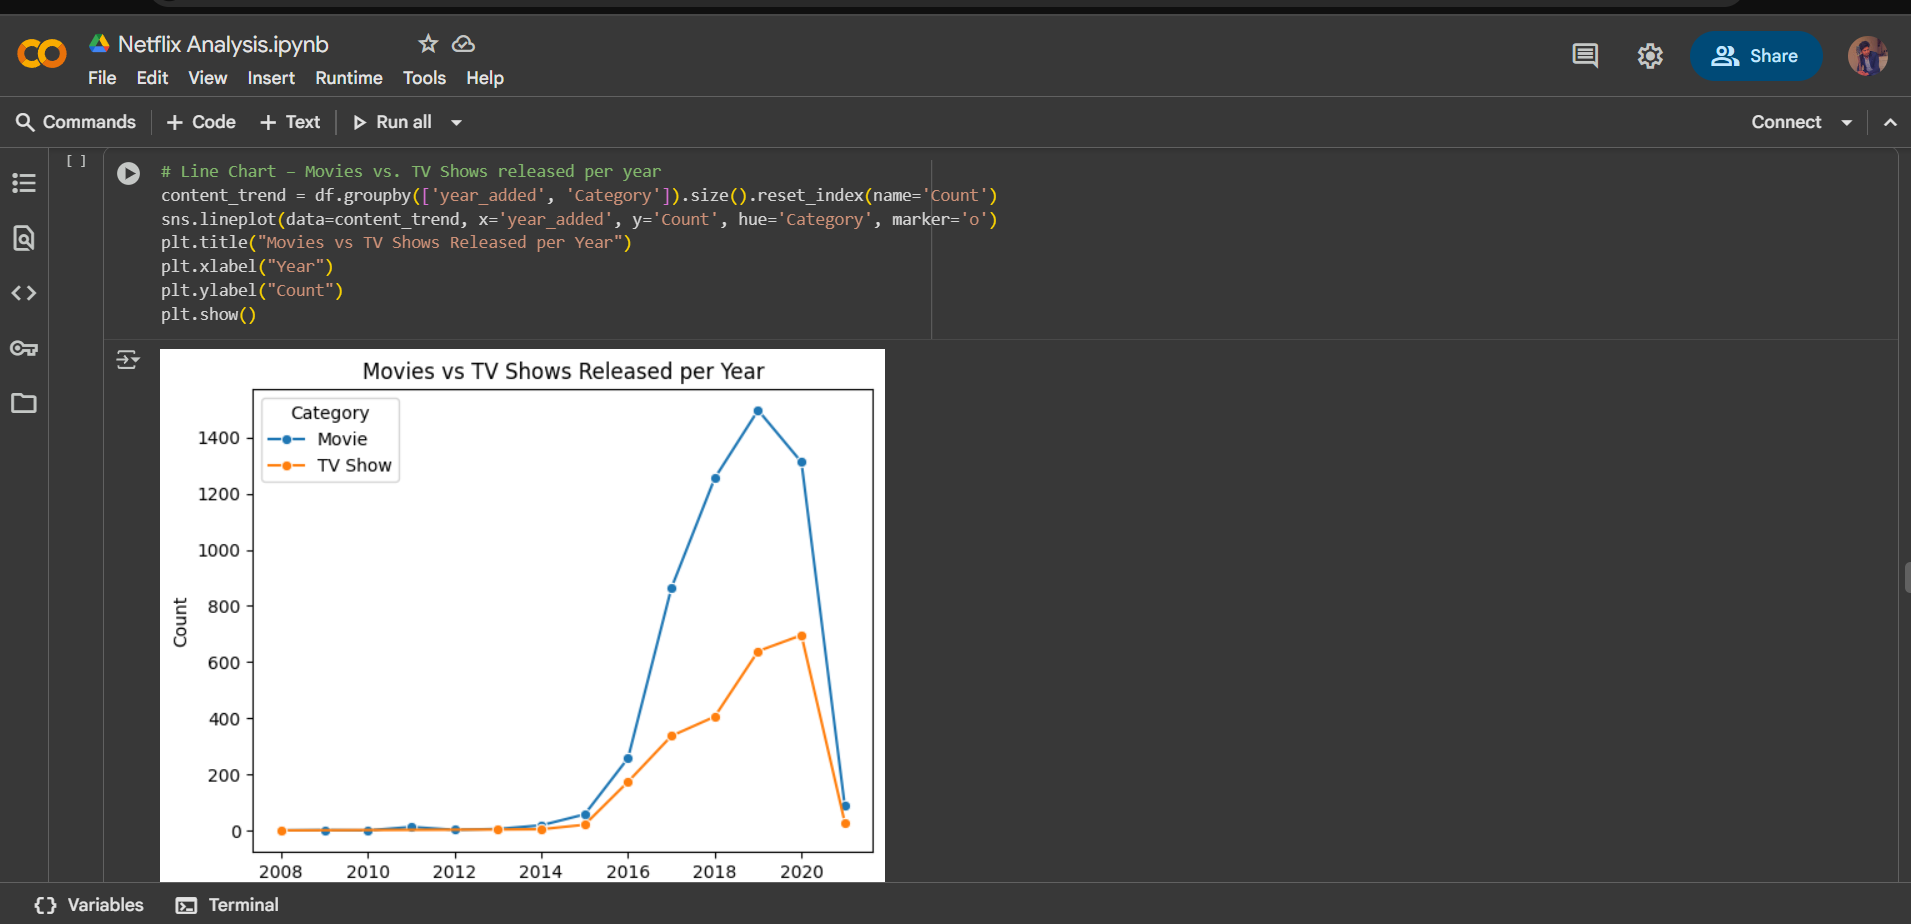 Netflix Analysis.ipynb
File Edit View Insert Runtime Tools Help
Share
Commands + Code + Text Run all
Connect
[ ]
# Line Chart – Movies vs. TV Shows released per year
content_trend = df.groupby(['year_added', 'Category']).size().reset_index(name='Count')
sns.lineplot(data=content_trend, x='year_added', y='Count', hue='Category', marker='o')
plt.title("Movies vs TV Shows Released per Year")
plt.xlabel("Year")
plt.ylabel("Count")
plt.show()
Movies vs TV Shows Released per Year
Category
Movie
TV Show
1400
1200
1000
800
600
400
200
0
Count
2008 2010 2012 2014 2016 2018 2020
Variables Terminal